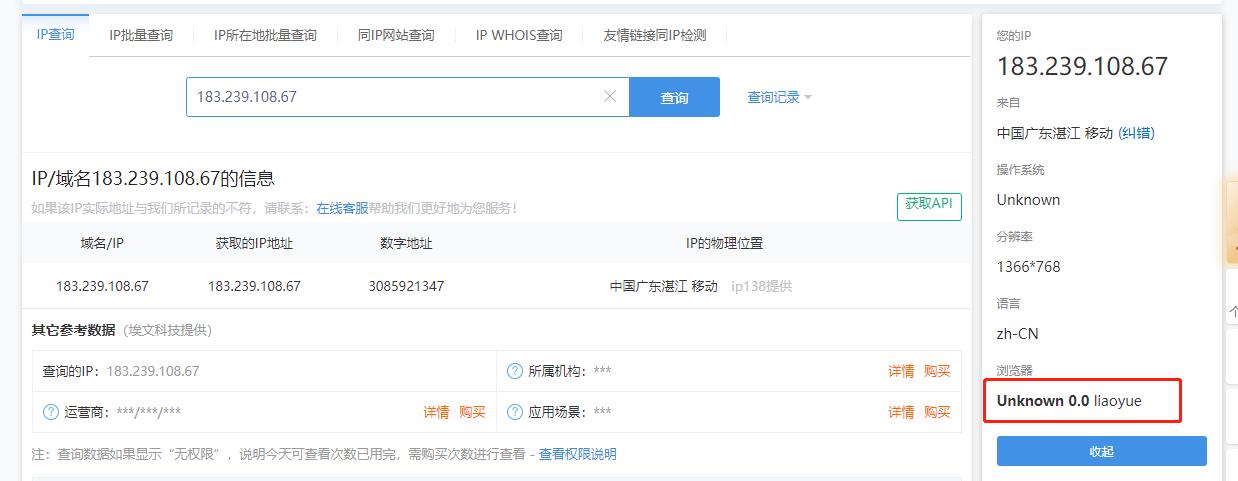 IP查询 IP批量查询 IP所在地批量查询 同IP网站查询 IP WHOIS查询 友情链接同IP检测
183.239.108.67 查询 查询记录
IP/域名183.239.108.67的信息
如果该IP实际地址与我们所记录的不符，请联系：在线客服帮助我们更好地为您服务！
获取API
域名/IP 获取的IP地址 数字地址 IP的物理位置
183.239.108.67 183.239.108.67 3085921347 中国广东湛江 移动 ip138提供
其它参考数据（埃文科技提供）
查询的IP：183.239.108.67 ? 所属机构：*** 详情 购买
? 运营商：***/***/*** 详情 购买 ? 应用场景：*** 详情 购买
注：查询数据如果显示“无权限”，说明今天可查看次数已用完，需购买次数进行查看 - 查看权限说明
您的IP
183.239.108.67
来自
中国广东湛江 移动 (纠错)
操作系统
Unknown
分辨率
1366*768
语言
zh-CN
浏览器
Unknown 0.0 liaoyue
收起
个